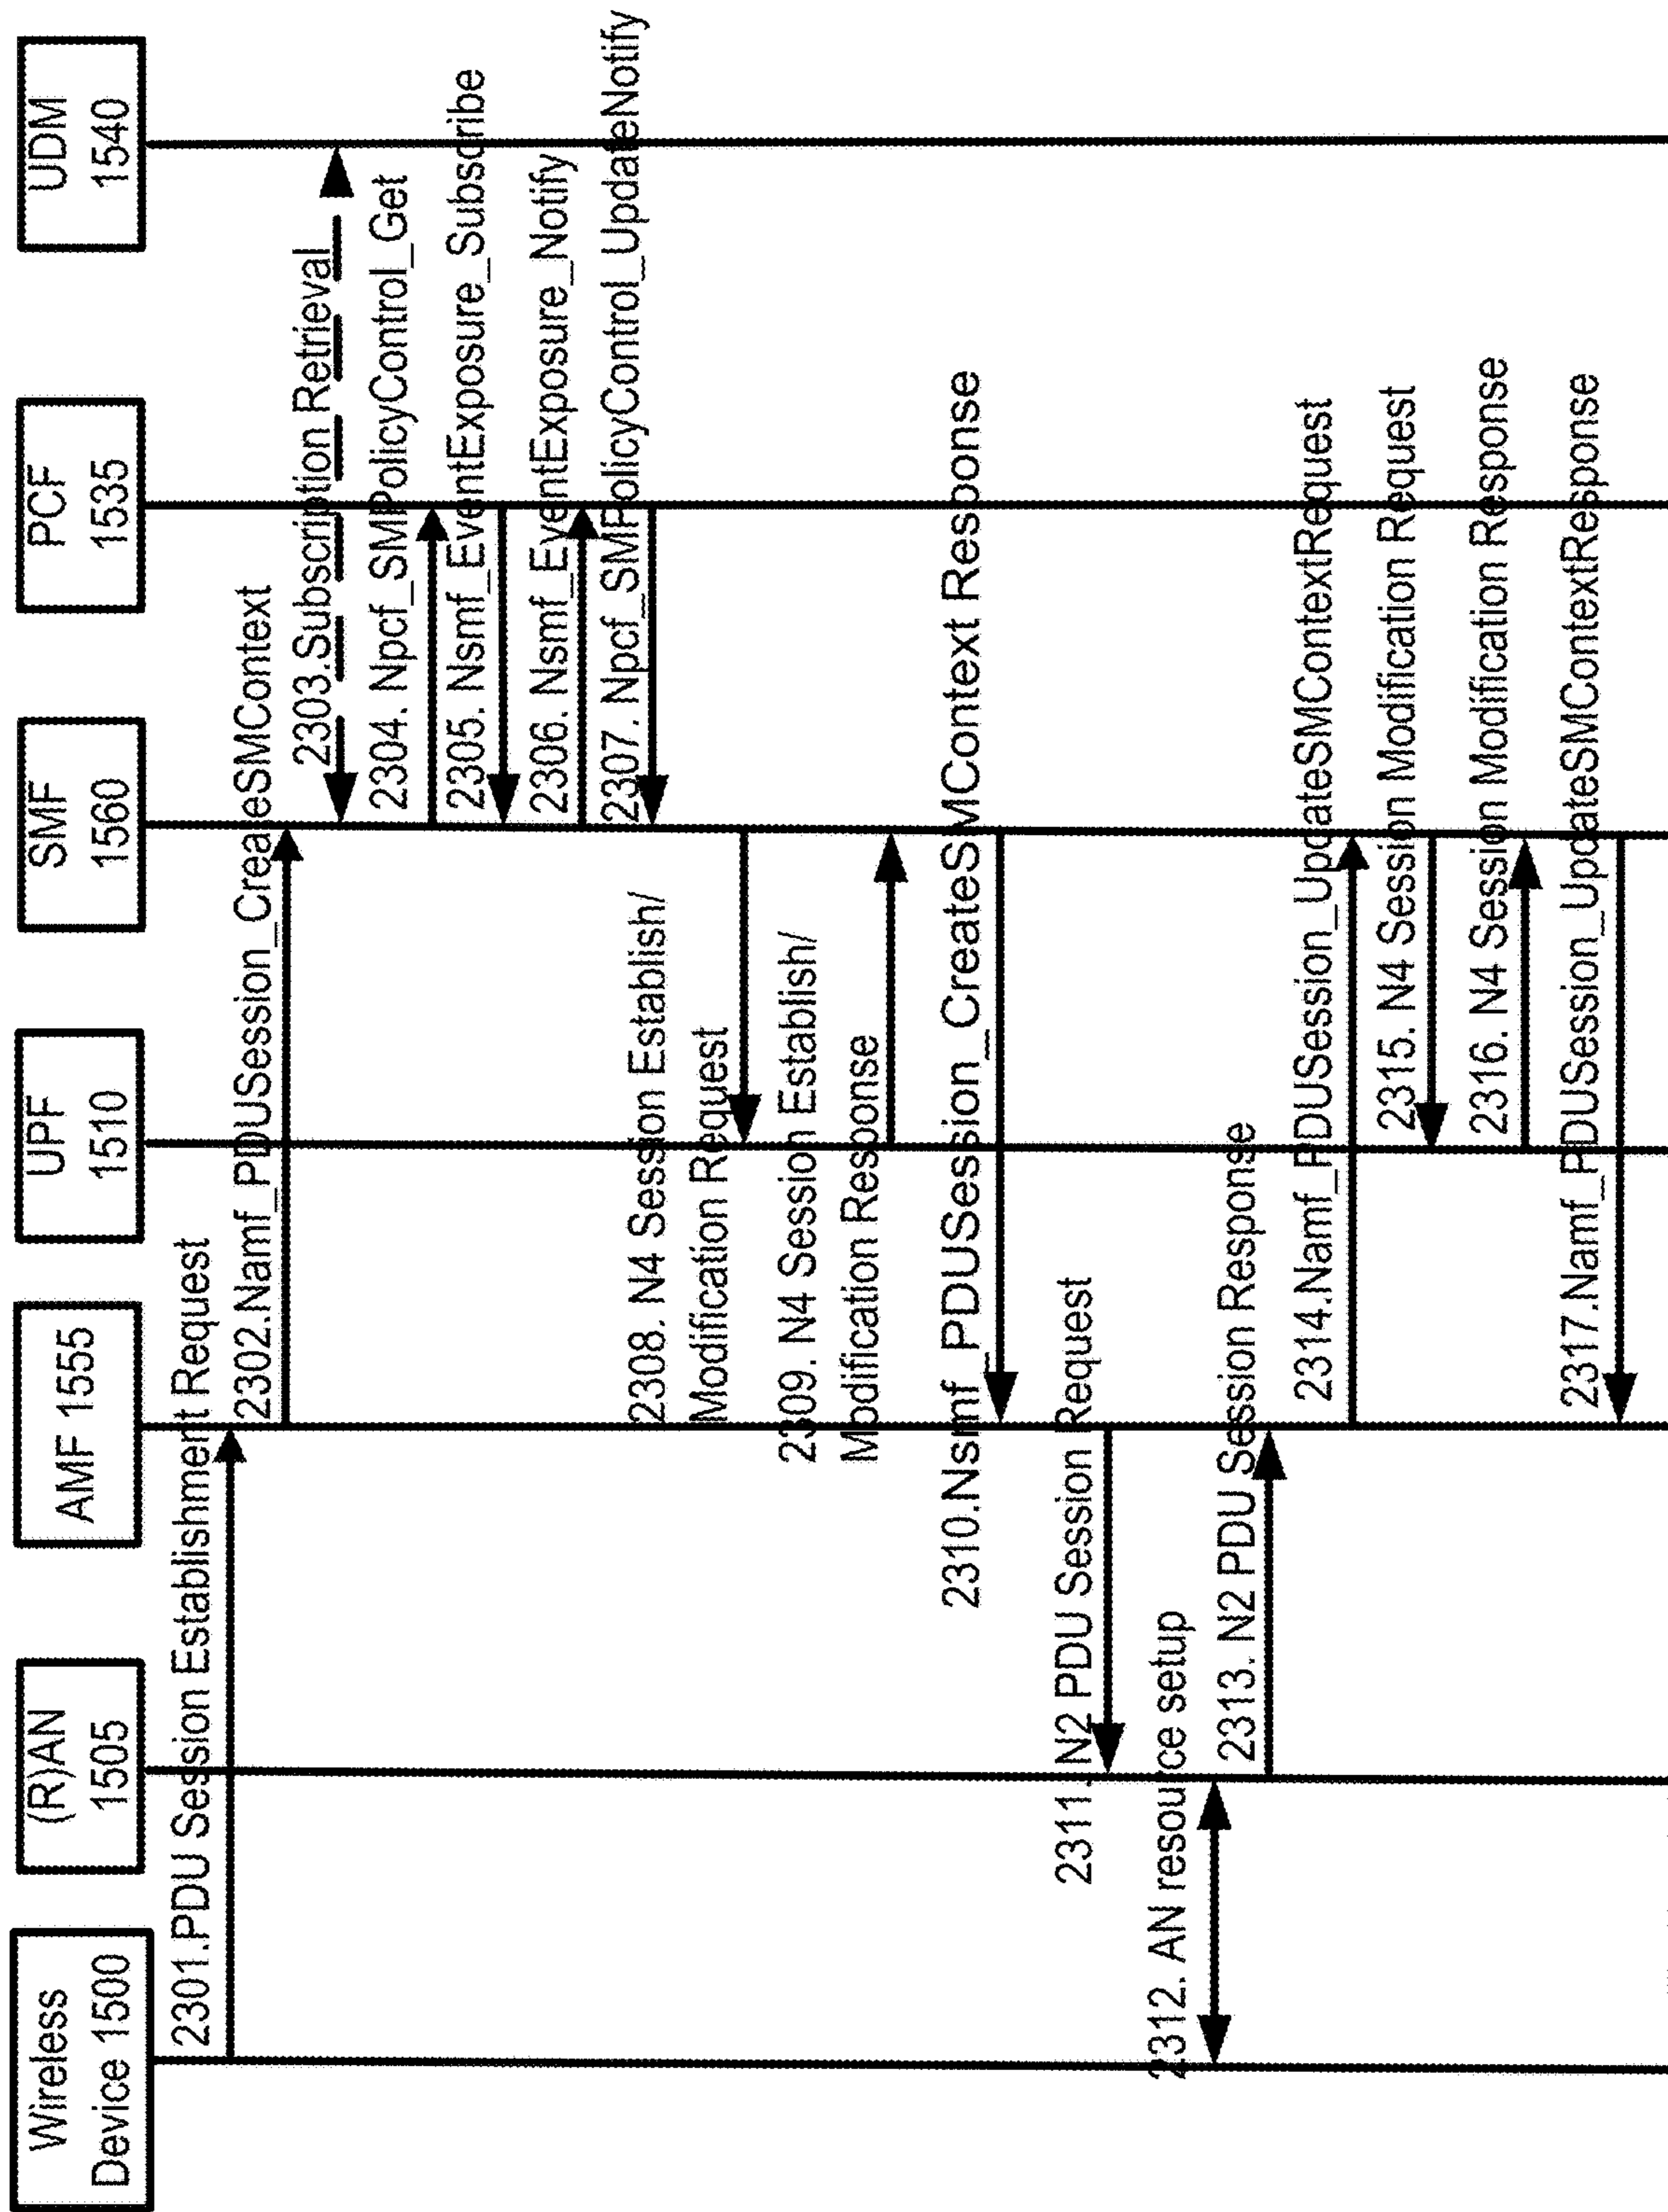 Wireless
Device 1500
(R)AN
1505
AMF 1555
UPF
1510
SMF
1560
PCF
1535
UDM
1540
2301.PDU Session Establishment Request
2302.Namf_PDUSession_CreateSMContext
2303.Subscription Retrieval
2304. Npcf_SMPolicyControl_Get
2305. Nsmf_EventExposure_Subscribe
2306. Nsmf_EventExposure_Notify
2307. Npcf_SMPolicyControl_UpdateNotify
2308. N4 Session Establish/
Modification Request
2309. N4 Session Establish/
Modification Response
2310.Nsmf_PDUSession_CreateSMContext Response
2311. N2 PDU Session Request
2312. AN resource setup
2313. N2 PDU Session Response
2314.Namf_PDUSession_UpdateSMContextRequest
2315. N4 Session Modification Request
2316. N4 Session Modification Response
2317.Namf_PDUSession_UpdateSMContextResponse